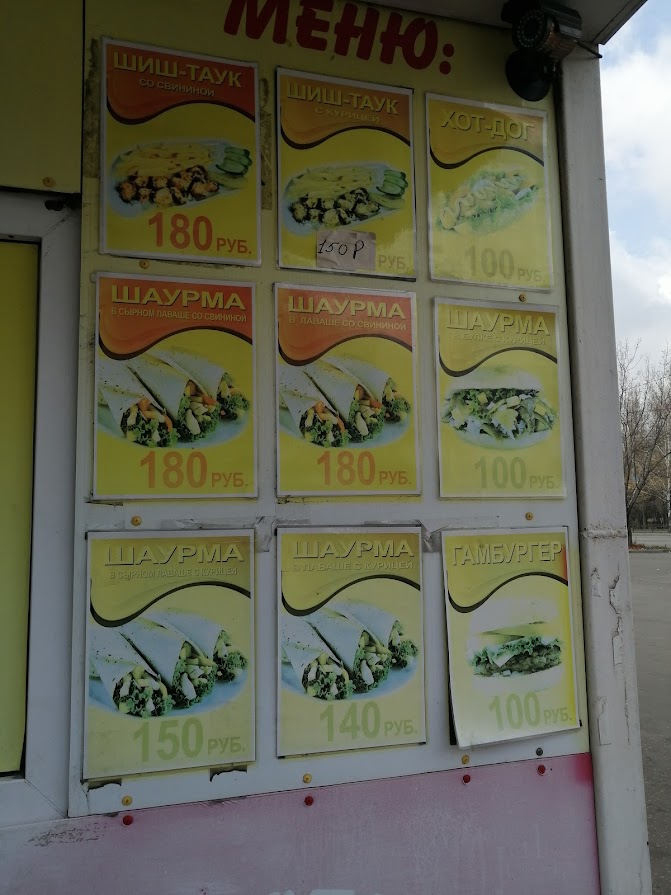 МЕНЮ:
ШИШ-ТАУК
СО СВИНИНОЙ
180 РУБ.
ШИШ-ТАУК
С КУРИЦЕЙ
150 Р
РУБ.
ХОТ-ДОГ
100 РУБ.
ШАУРМА
В СЫРНОМ ЛАВАШЕ СО СВИНИНОЙ
180 РУБ.
ШАУРМА
В ЛАВАШЕ СО СВИНИНОЙ
180 РУБ.
ШАУРМА
В БУЛКЕ С КУРИЦЕЙ
100 РУБ.
ШАУРМА
В СЫРНОМ ЛАВАШЕ С КУРИЦЕЙ
150 РУБ.
ШАУРМА
В ЛАВАШЕ С КУРИЦЕЙ
140 РУБ.
ГАМБУРГЕР
100 РУБ.